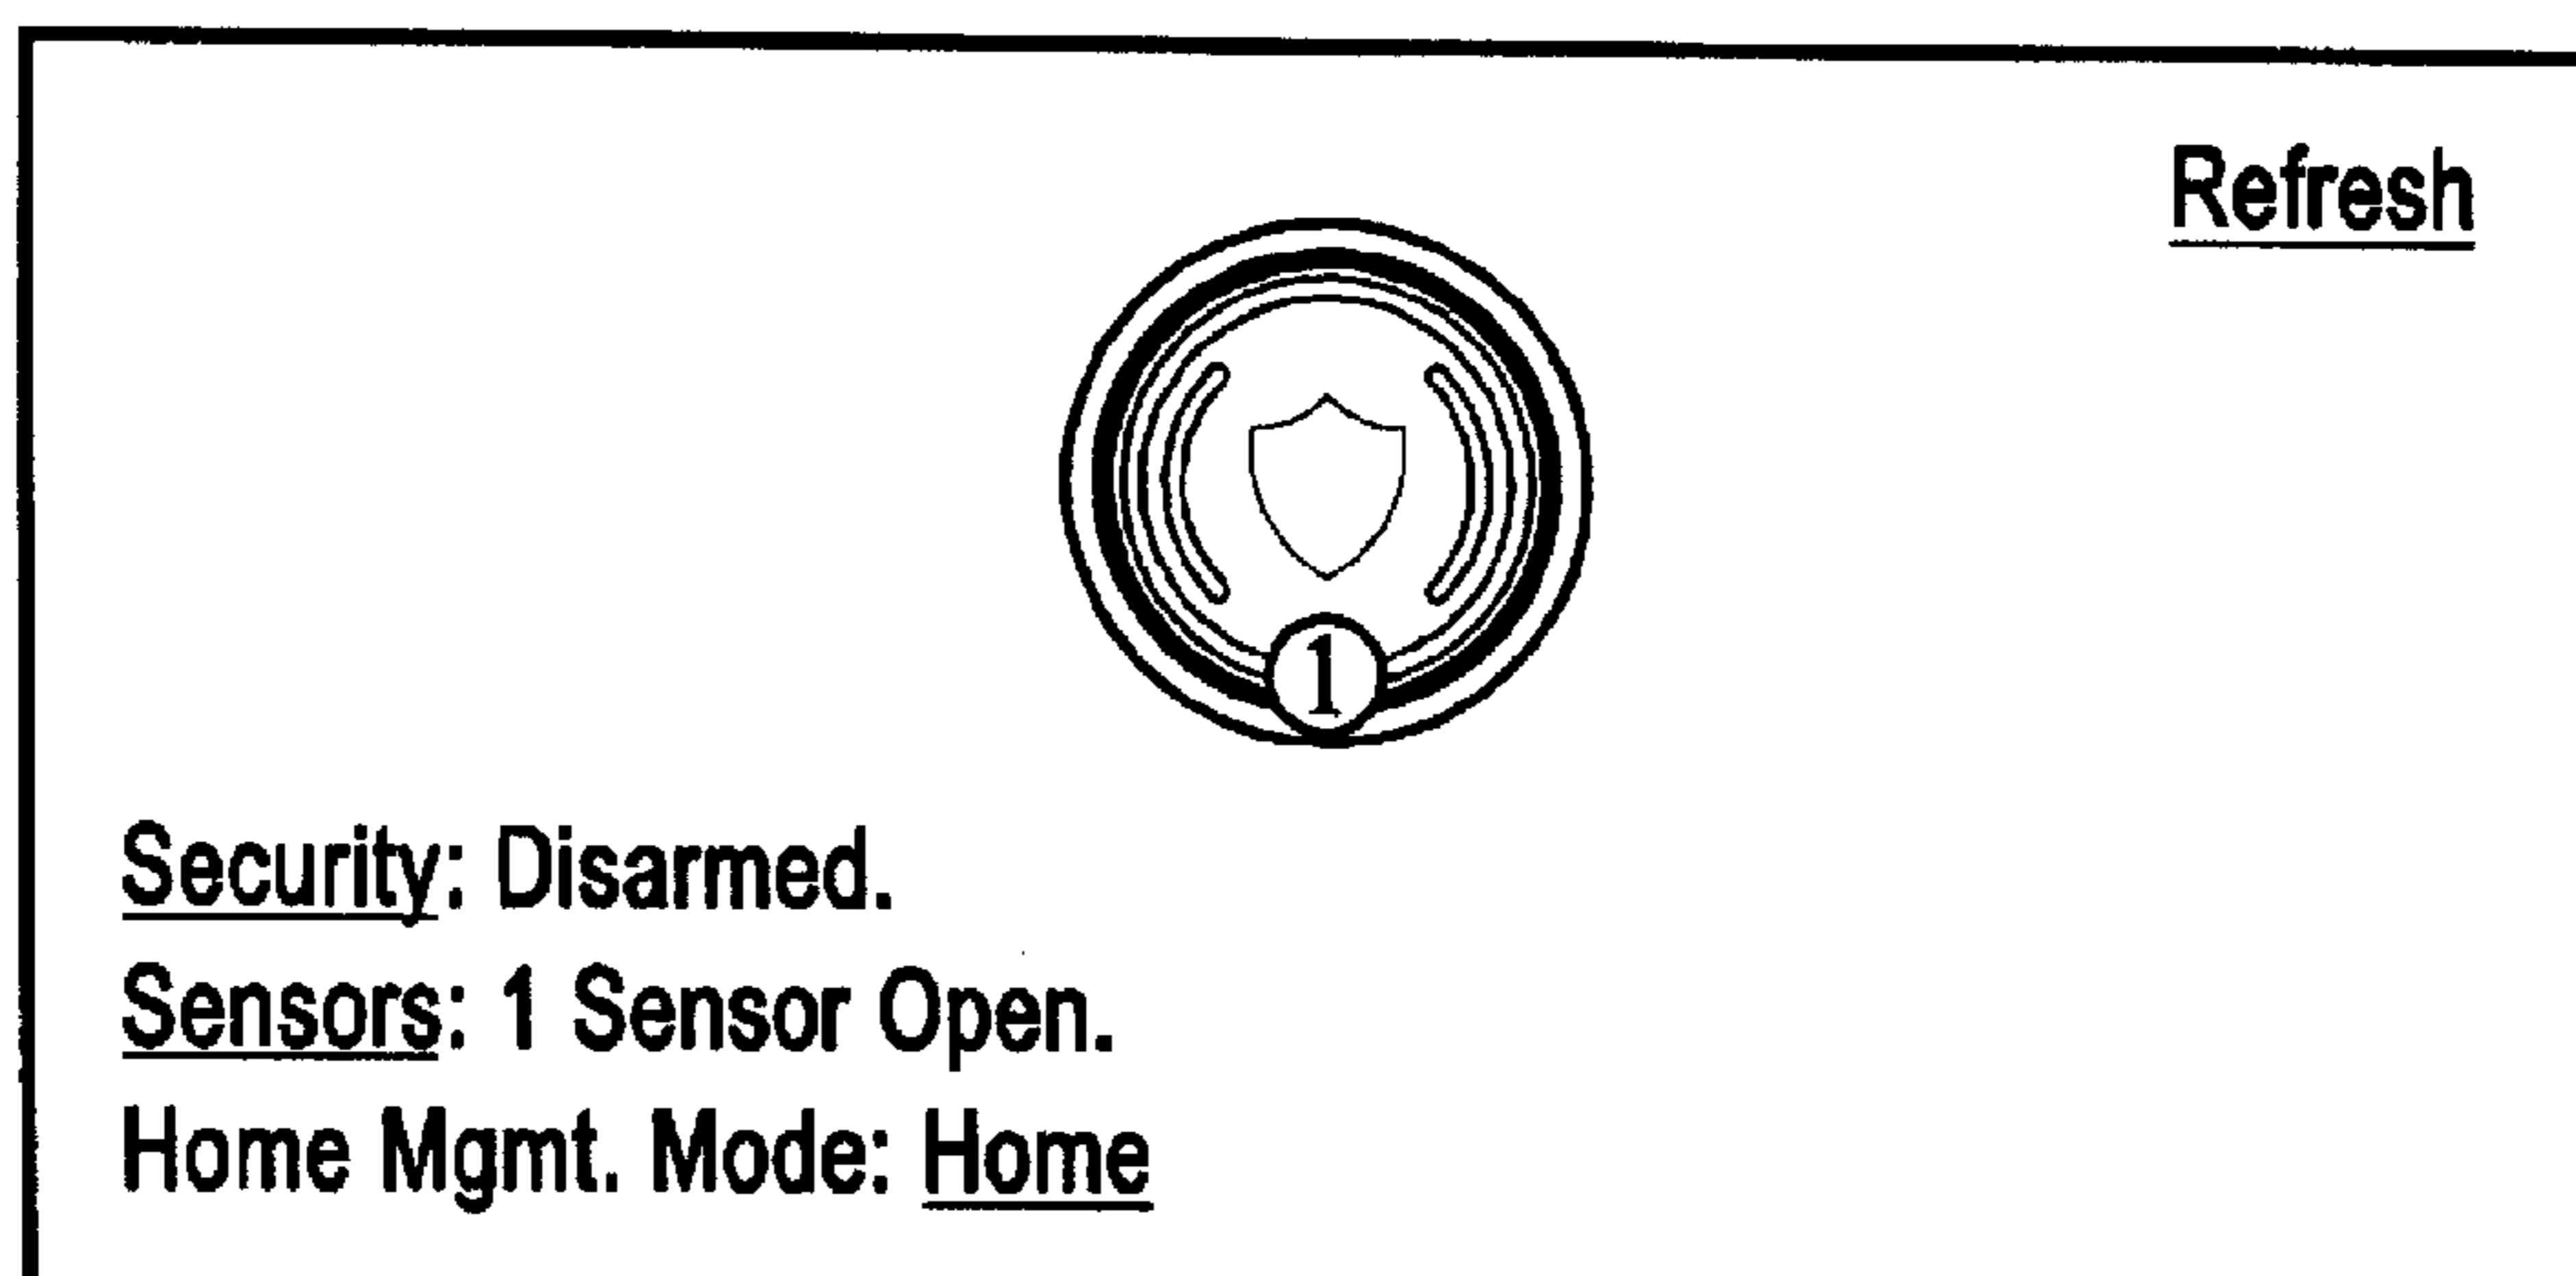 Refresh
1
Security: Disarmed.
Sensors: 1 Sensor Open.
Home Mgmt. Mode: Home